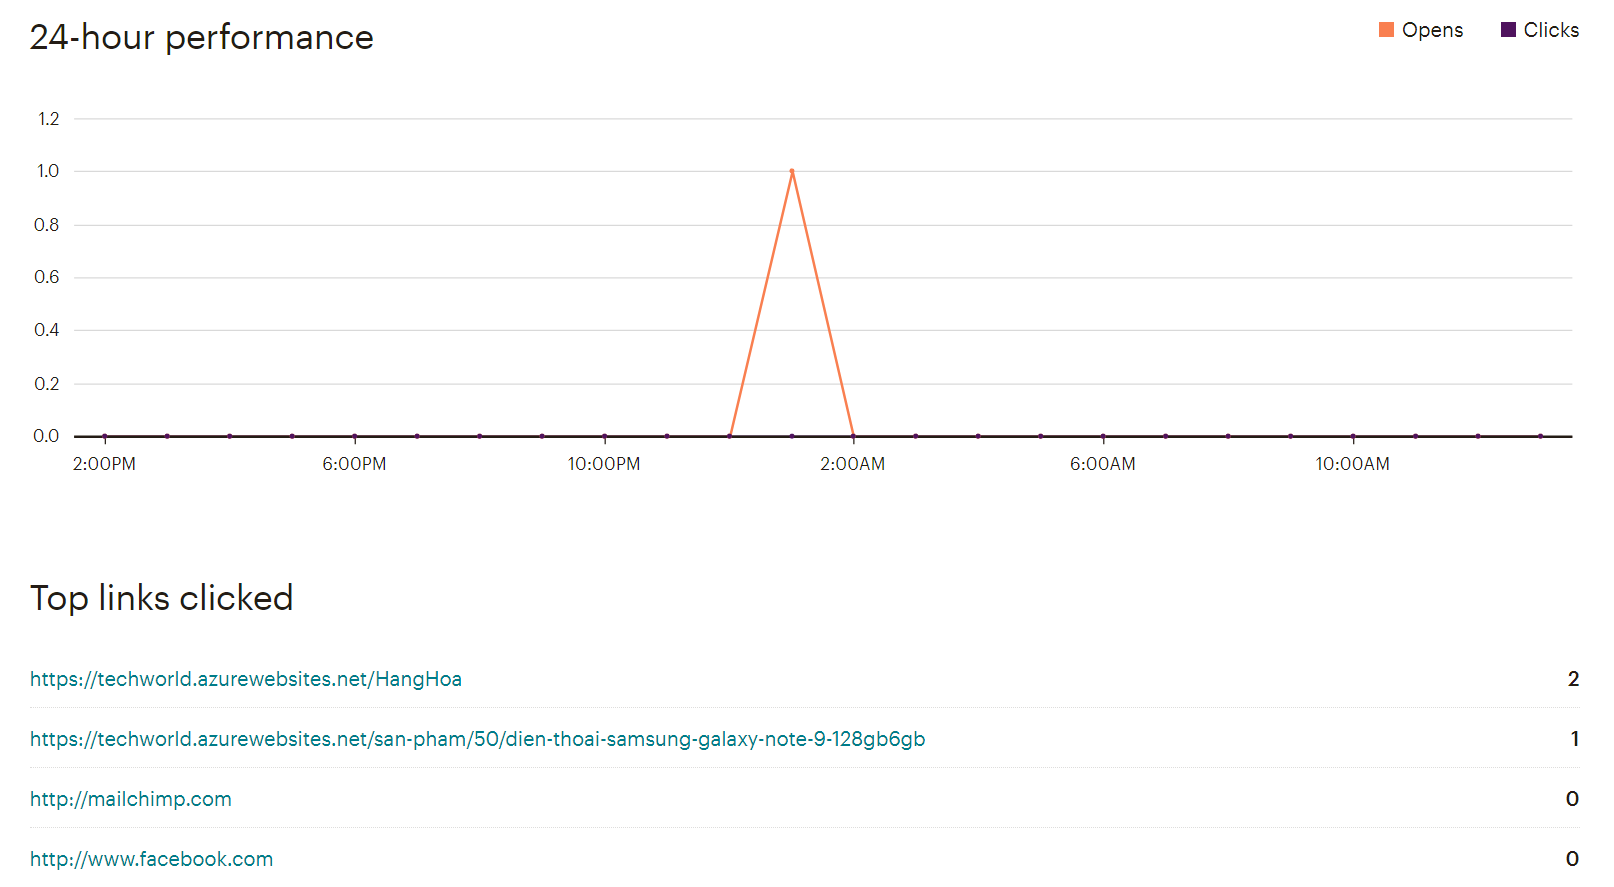 24-hour performance
Opens Clicks
1.2
1.0
0.8
0.6
0.4
0.2
0.0
2:00PM 6:00PM 10:00PM 2:00AM 6:00AM 10:00AM
Top links clicked
https://techworld.azurewebsites.net/HangHoa 2
https://techworld.azurewebsites.net/san-pham/50/dien-thoai-samsung-galaxy-note-9-128gb6gb 1
http://mailchimp.com 0
http://www.facebook.com 0